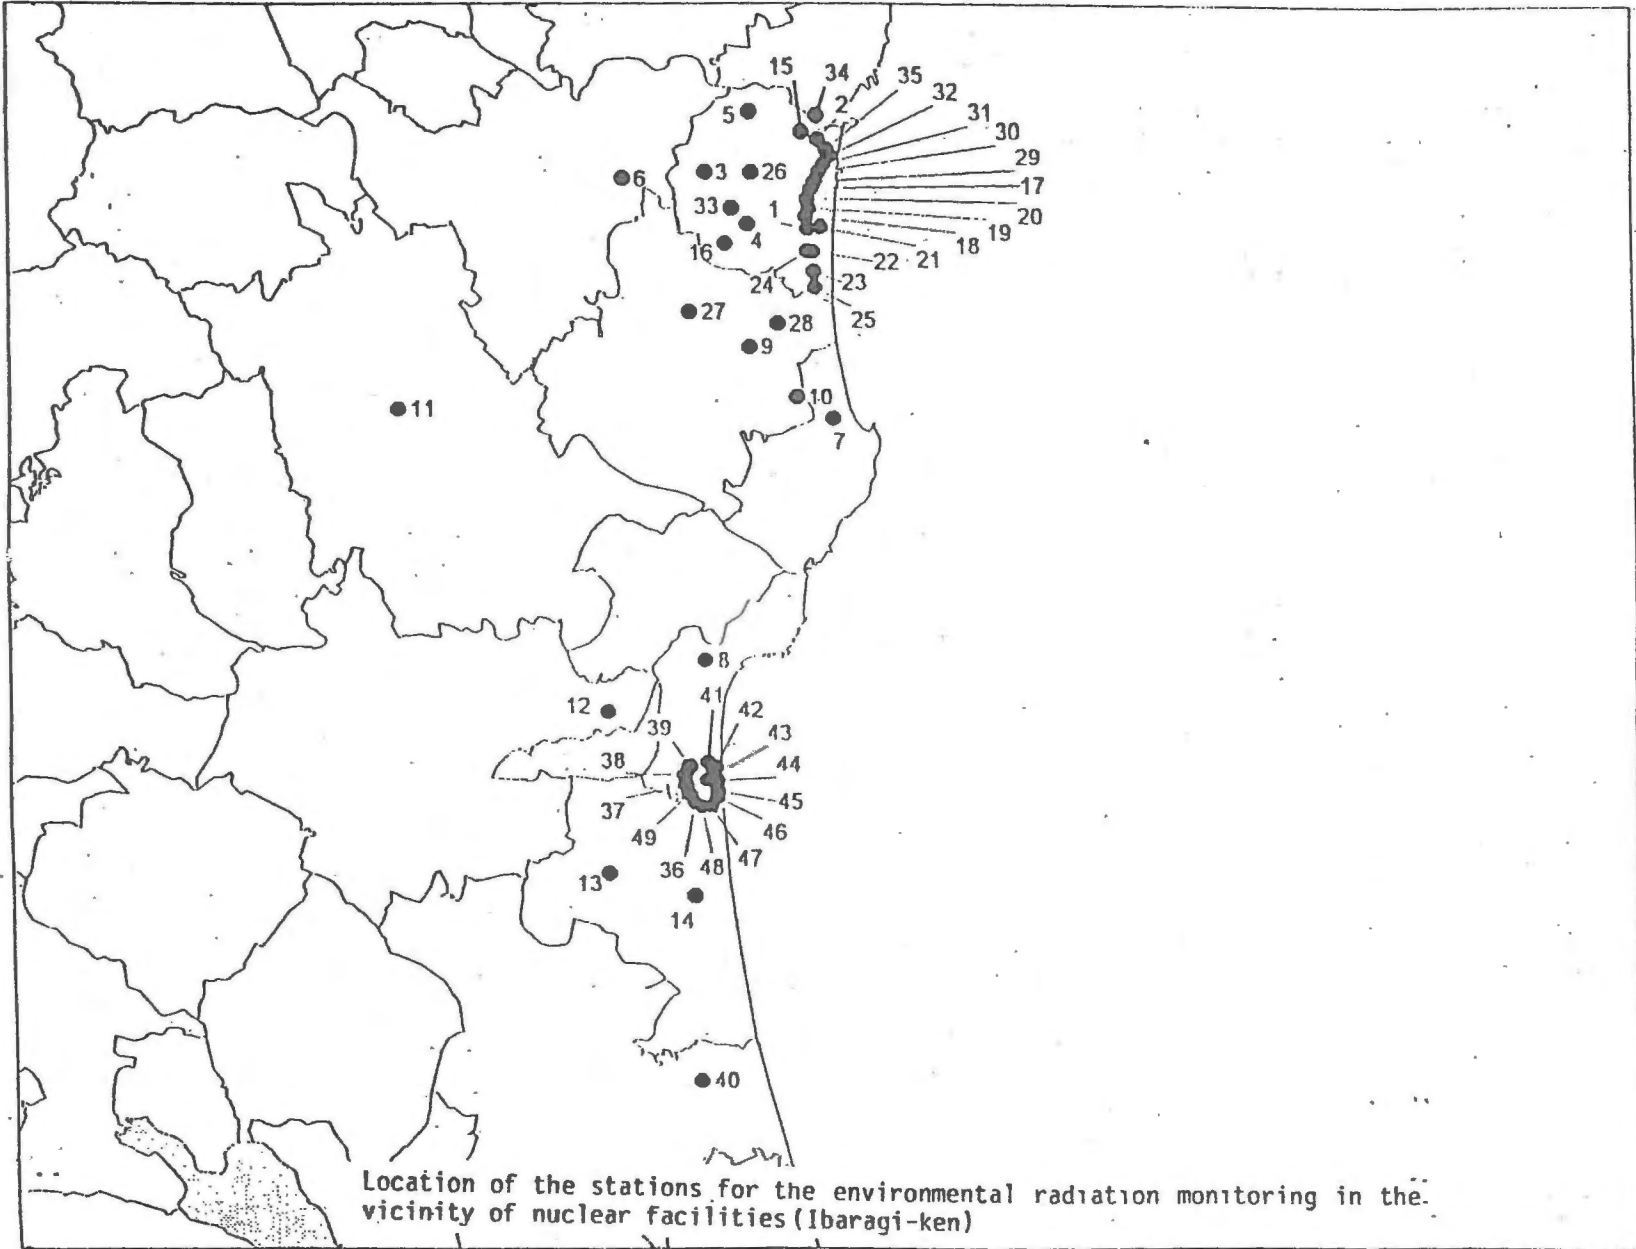 15 34 35
2 32
5 31
30
29
6 3 26 17
33 1 20
4 19
16 18
22 21
24 23
27 28 25
9
10
11
7
8
12 41 42
39 43
38 44
37 45
49 46
36 48 47
13
14
40
Location of the stations for the environmental radiation monitoring in the
vicinity of nuclear facilities (Ibaragi-ken)